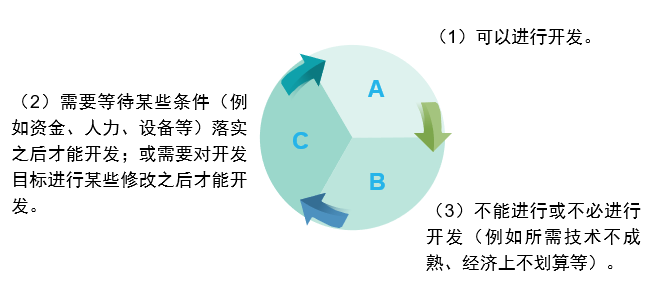 （1）可以进行开发。
（2）需要等待某些条件（例
如资金、人力、设备等）落实
之后才能开发；或需要对开发
目标进行某些修改之后才能开
发。
A
C
B
（3）不能进行或不必进行
开发（例如所需技术不成
熟、经济上不划算等）。